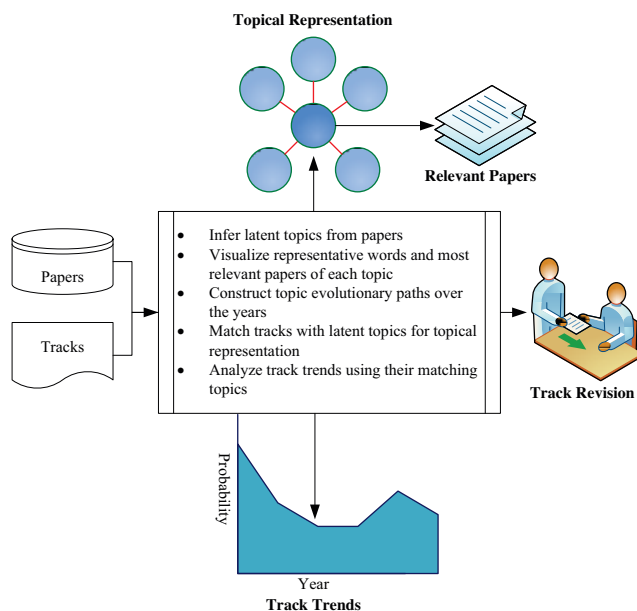 Topical Representation
Relevant Papers
Papers
Tracks
• Infer latent topics from papers
• Visualize representative words and most
relevant papers of each topic
• Construct topic evolutionary paths over
the years
• Match tracks with latent topics for topical
representation
• Analyze track trends using their matching
topics
Track Revision
Probability
Year
Track Trends